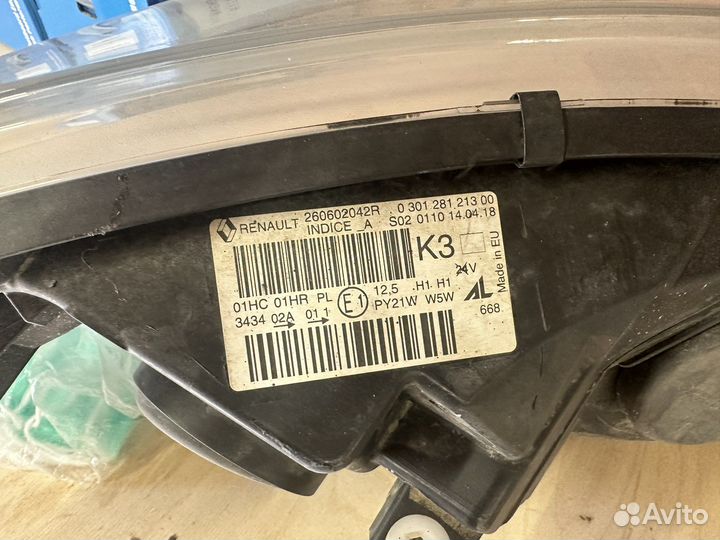 RENAULT 260602042R 0 301 281 213 00
INDICE _A S02 0110 14.04.18
K3
Made in EU
24V
01HC 01HR PL E1 12,5 H1 H1
3434 02A 01 1 PY21W W5W
AL
668
Avito